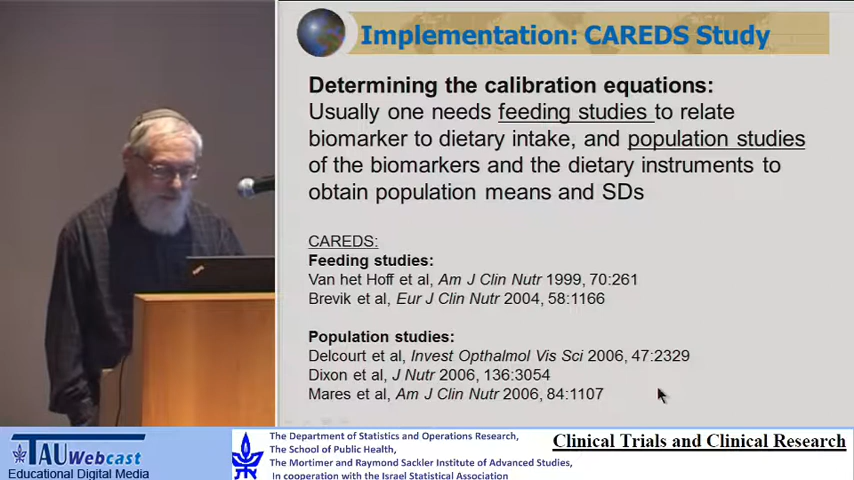 Implementation: CAREDS Study
Determining the calibration equations:
Usually one needs feeding studies to relate
biomarker to dietary intake, and population studies
of the biomarkers and the dietary instruments to
obtain population means and SDs
CAREDS:
Feeding studies:
Van het Hoff et al, Am J Clin Nutr 1999, 70:261
Brevik et al, Eur J Clin Nutr 2004, 58:1166
Population studies:
Delcourt et al, Invest Opthalmol Vis Sci 2006, 47:2329
Dixon et al, J Nutr 2006, 136:3054
Mares et al, Am J Clin Nutr 2006, 84:1107
TAU Webcast
Educational Digital Media
The Department of Statistics and Operations Research,
The School of Public Health,
The Mortimer and Raymond Sackler Institute of Advanced Studies,
In cooperation with the Israel Statistical Association
Clinical Trials and Clinical Research